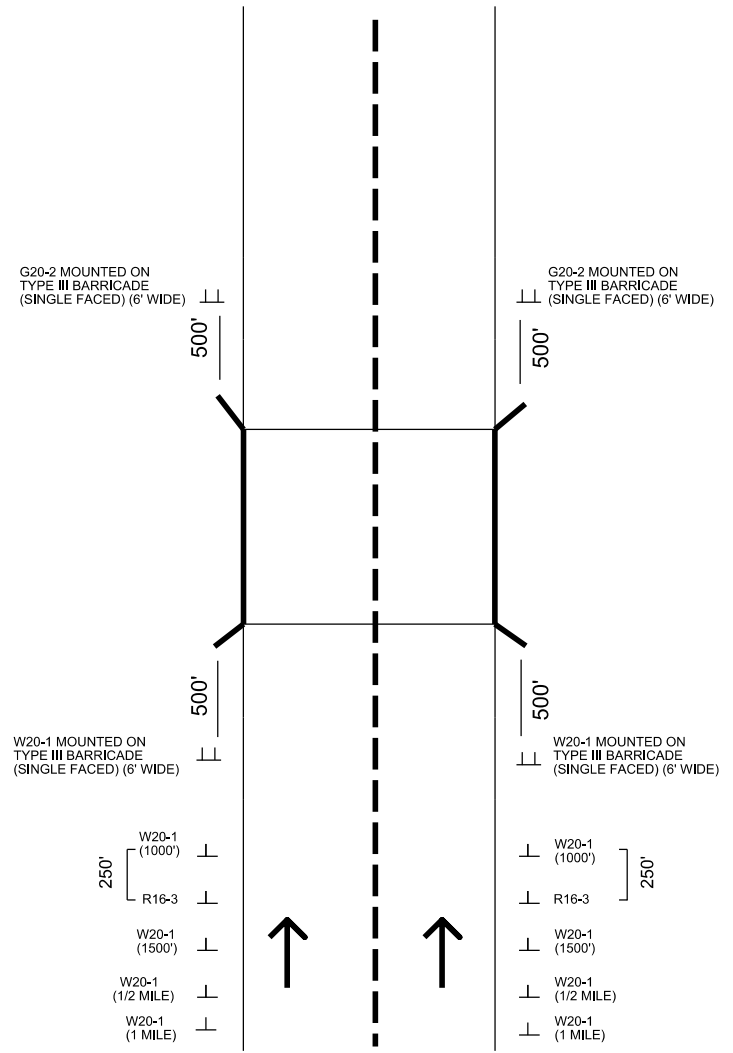 G20-2 MOUNTED ON
TYPE III BARRICADE
(SINGLE FACED) (6' WIDE)
G20-2 MOUNTED ON
TYPE III BARRICADE
(SINGLE FACED) (6' WIDE)
500'
500'
500'
500'
W20-1 MOUNTED ON
TYPE III BARRICADE
(SINGLE FACED) (6' WIDE)
W20-1 MOUNTED ON
TYPE III BARRICADE
(SINGLE FACED) (6' WIDE)
W20-1
(1000')
250'
R16-3
W20-1
(1500')
W20-1
(1/2 MILE)
W20-1
(1 MILE)
W20-1
(1000')
250'
R16-3
W20-1
(1500')
W20-1
(1/2 MILE)
W20-1
(1 MILE)